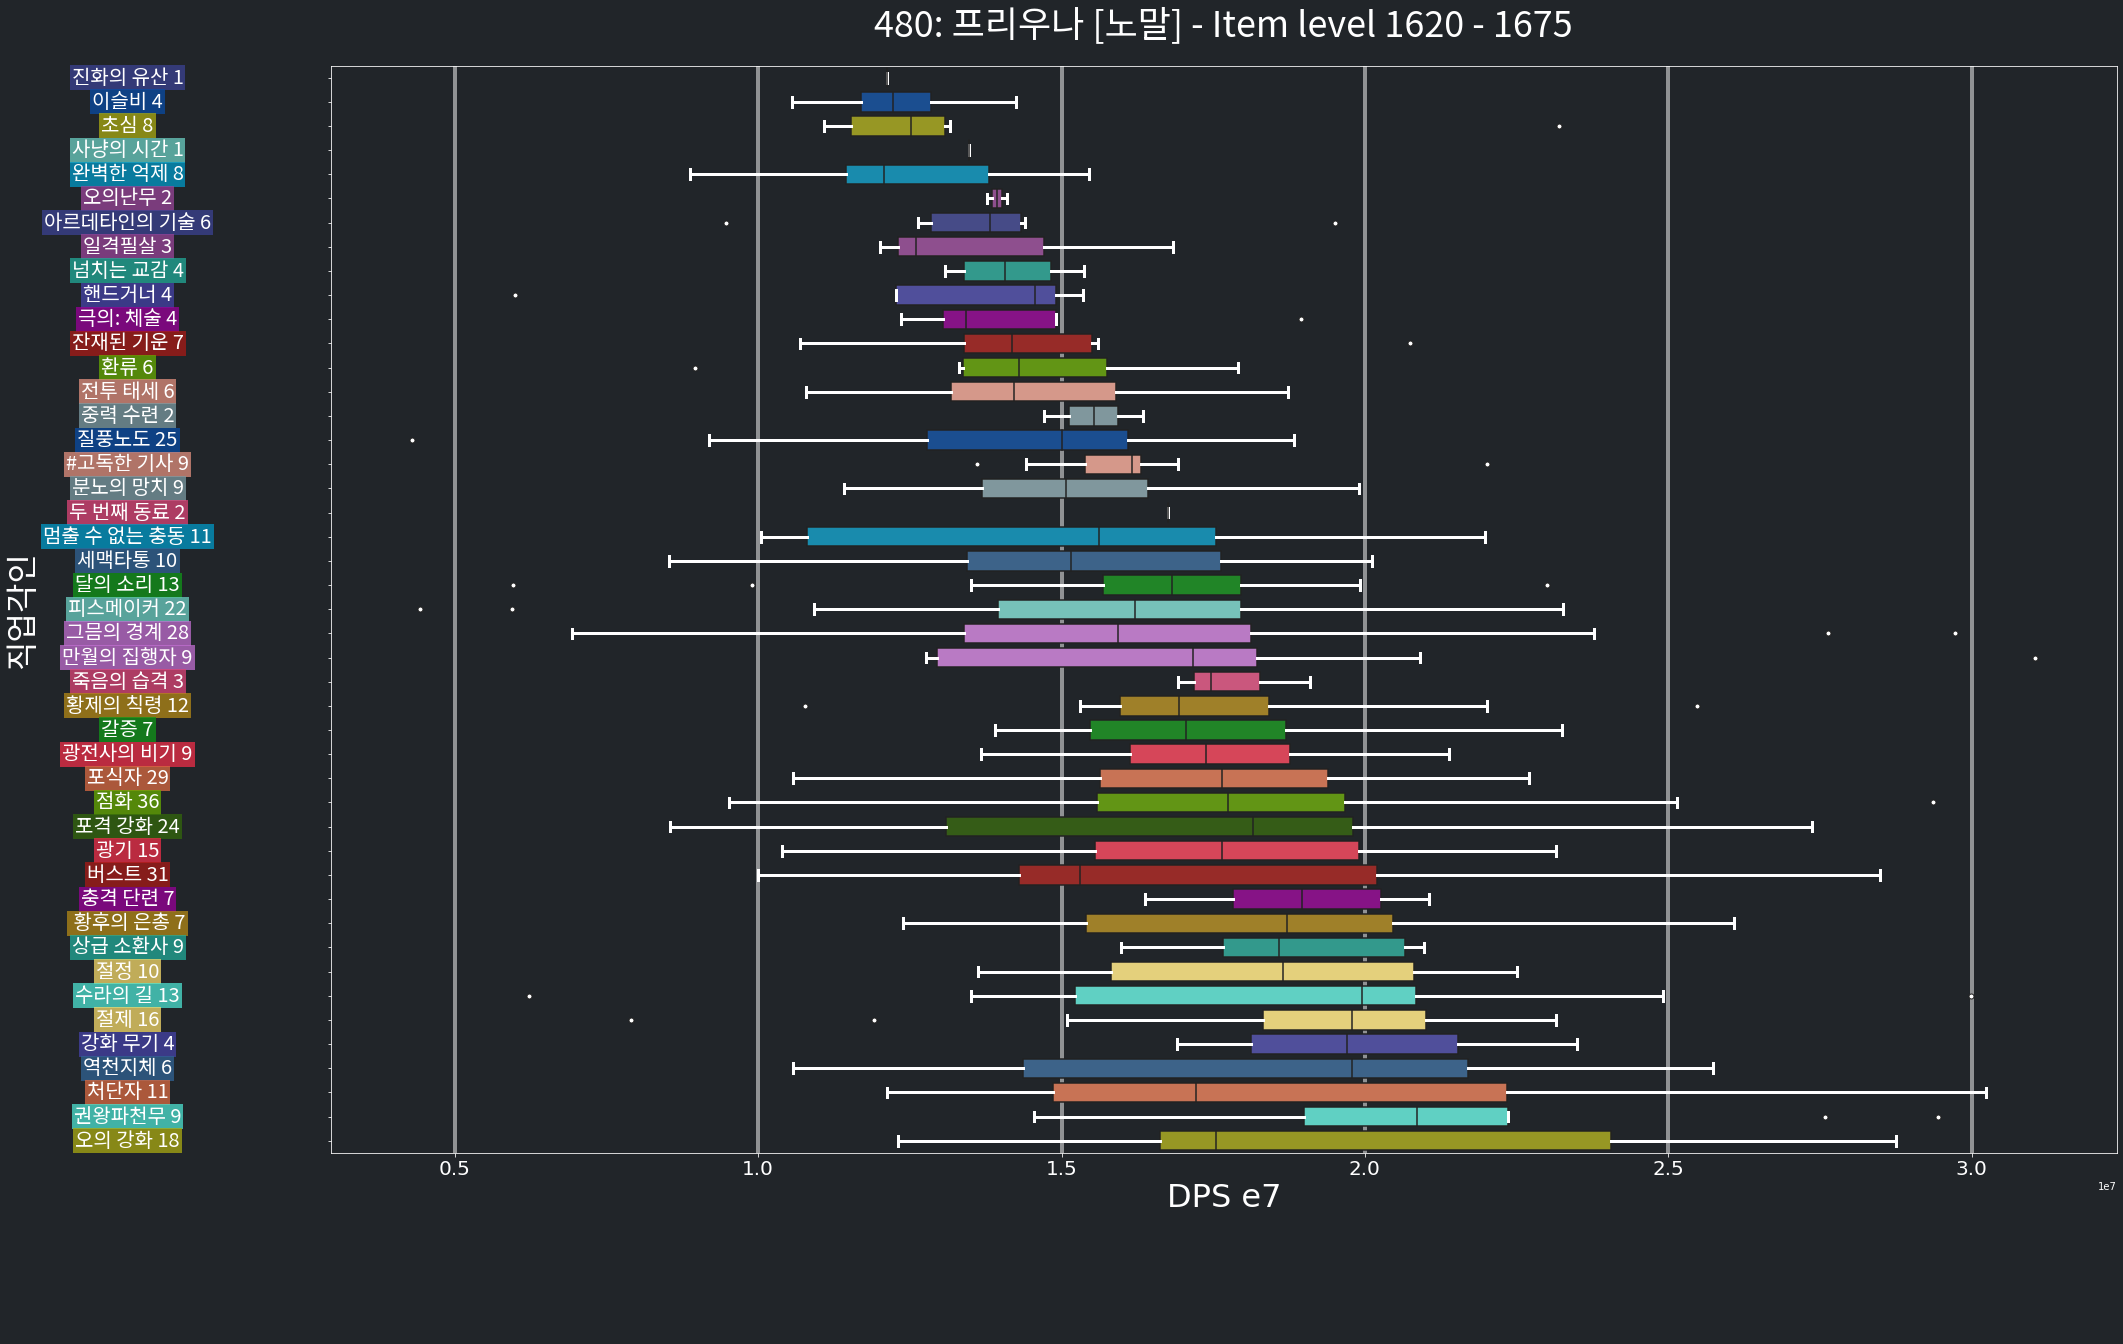 480: 프리우나 [노말] - Item level 1620 - 1675
직업각인
진화의 유산 1
이슬비 4
초심 8
사냥의 시간 1
완벽한 억제 8
오의난무 2
아르데타인의 기술 6
일격필살 3
넘치는 교감 4
핸드거너 4
극의: 체술 4
잔재된 기운 7
환류 6
전투 태세 6
중력 수련 2
질풍노도 25
#고독한 기사 9
분노의 망치 9
두 번째 동료 2
멈출 수 없는 충동 11
세맥타통 10
달의 소리 13
피스메이커 22
그믐의 경계 28
만월의 집행자 9
죽음의 습격 3
황제의 칙령 12
갈증 7
광전사의 비기 9
포식자 29
점화 36
포격 강화 24
광기 15
버스트 31
충격 단련 7
황후의 은총 7
상급 소환사 9
절정 10
수라의 길 13
절제 16
강화 무기 4
역천지체 6
처단자 11
권왕파천무 9
오의 강화 18
0.5 1.0 1.5 2.0 2.5 3.0
1e7
DPS e7